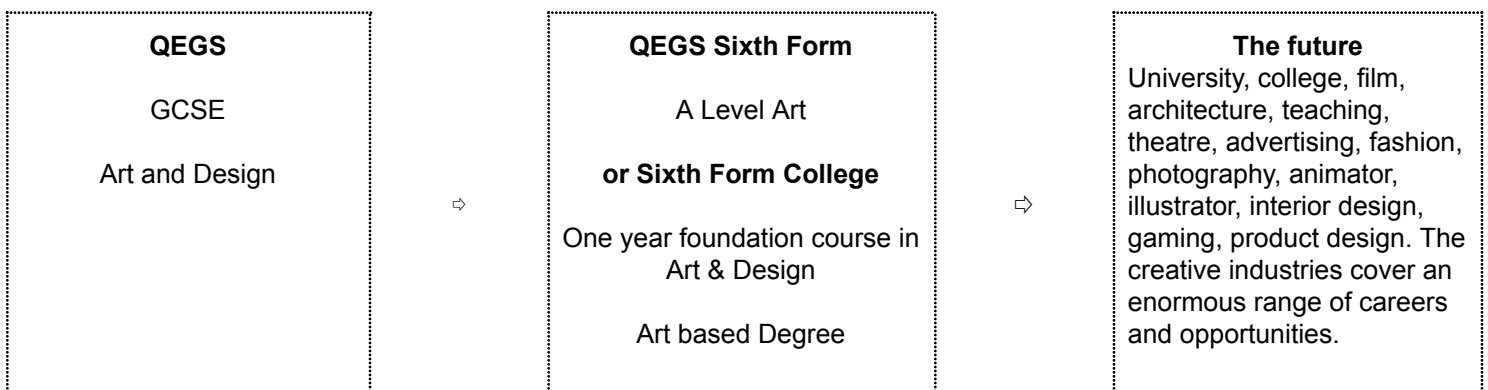 QEGS
GCSE
Art and Design
⇨
QEGS Sixth Form
A Level Art
or Sixth Form College
One year foundation course in
Art & Design
Art based Degree
⇨
The future
University, college, film,
architecture, teaching,
theatre, advertising, fashion,
photography, animator,
illustrator, interior design,
gaming, product design. The
creative industries cover an
enormous range of careers
and opportunities.